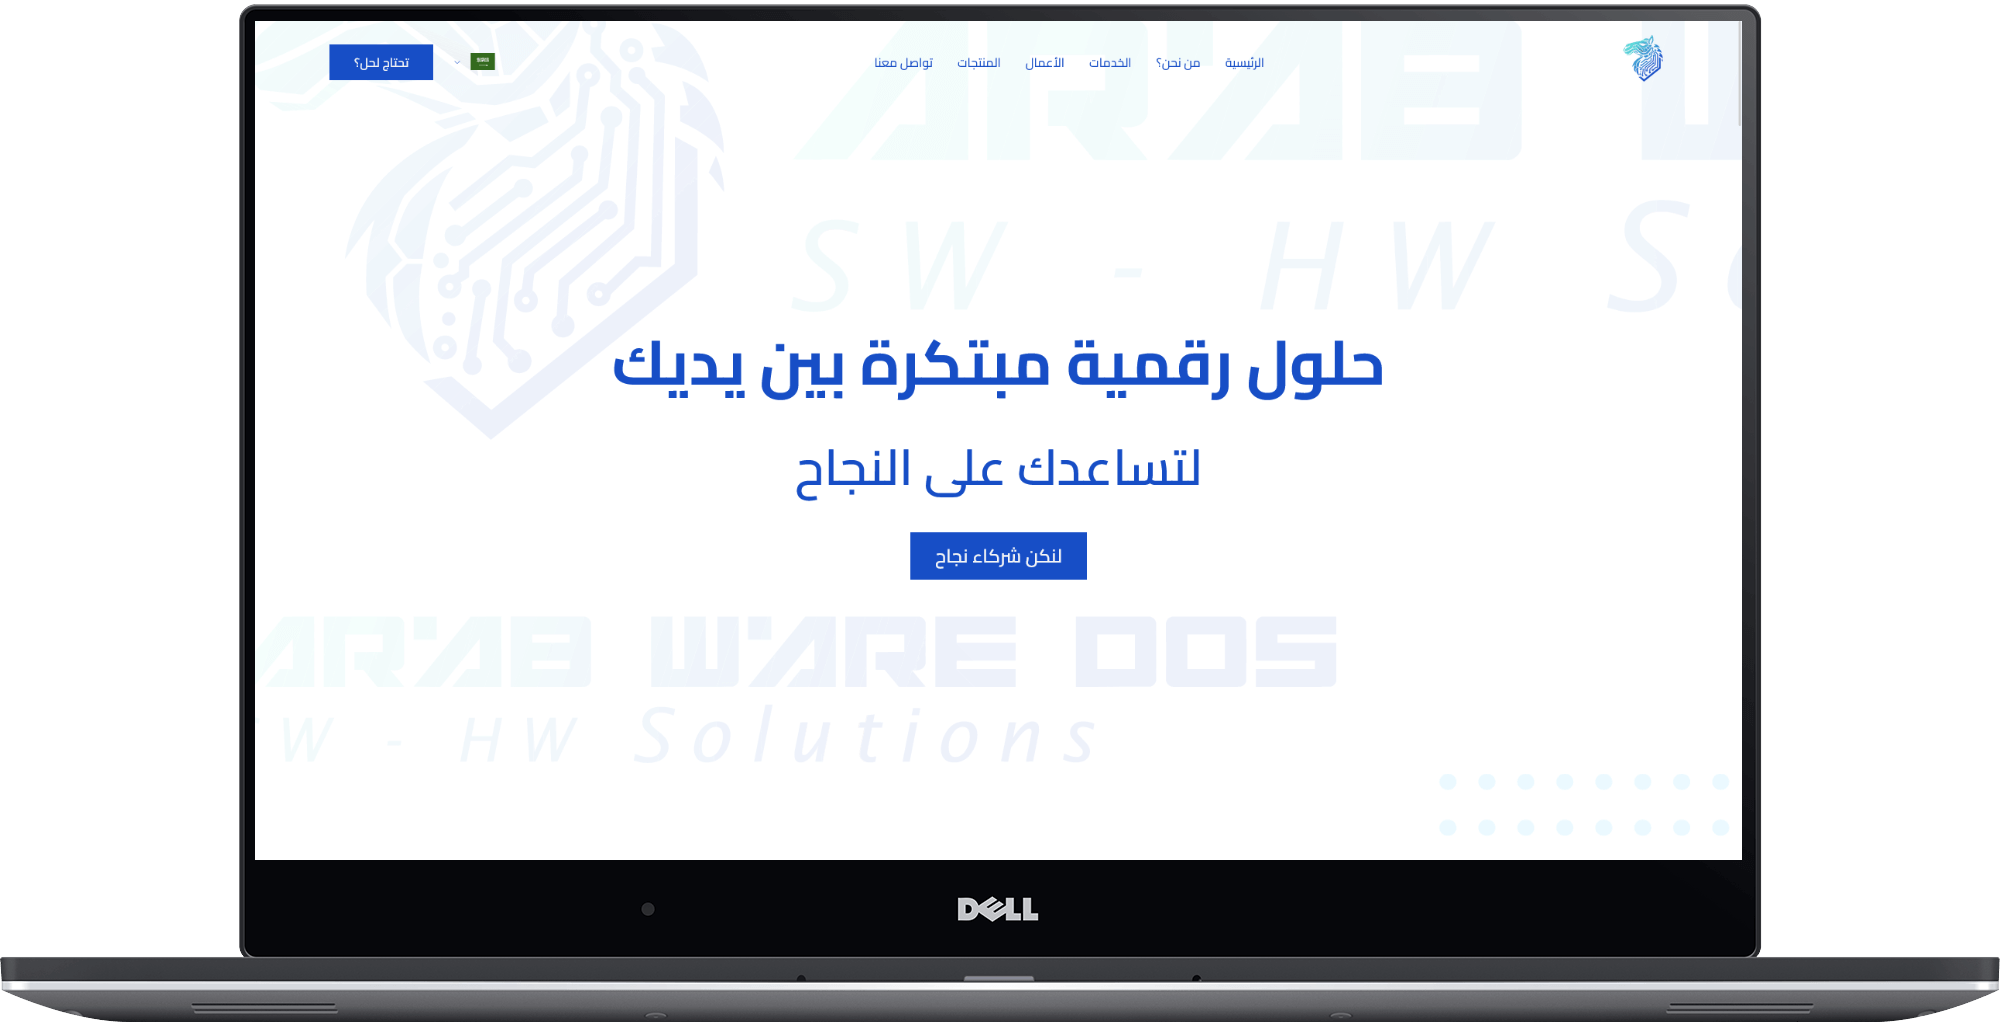 الرئيسية من نحن؟ الخدمات الأعمال المنتجات تواصل معنا تحتاج لحل؟
ARAB W
SW - HW So
حلول رقمية مبتكرة بين يديك
لتساعدك على النجاح
لنكن شركاء نجاح
ARAB WARE DOS
W - HW Solutions
DELL